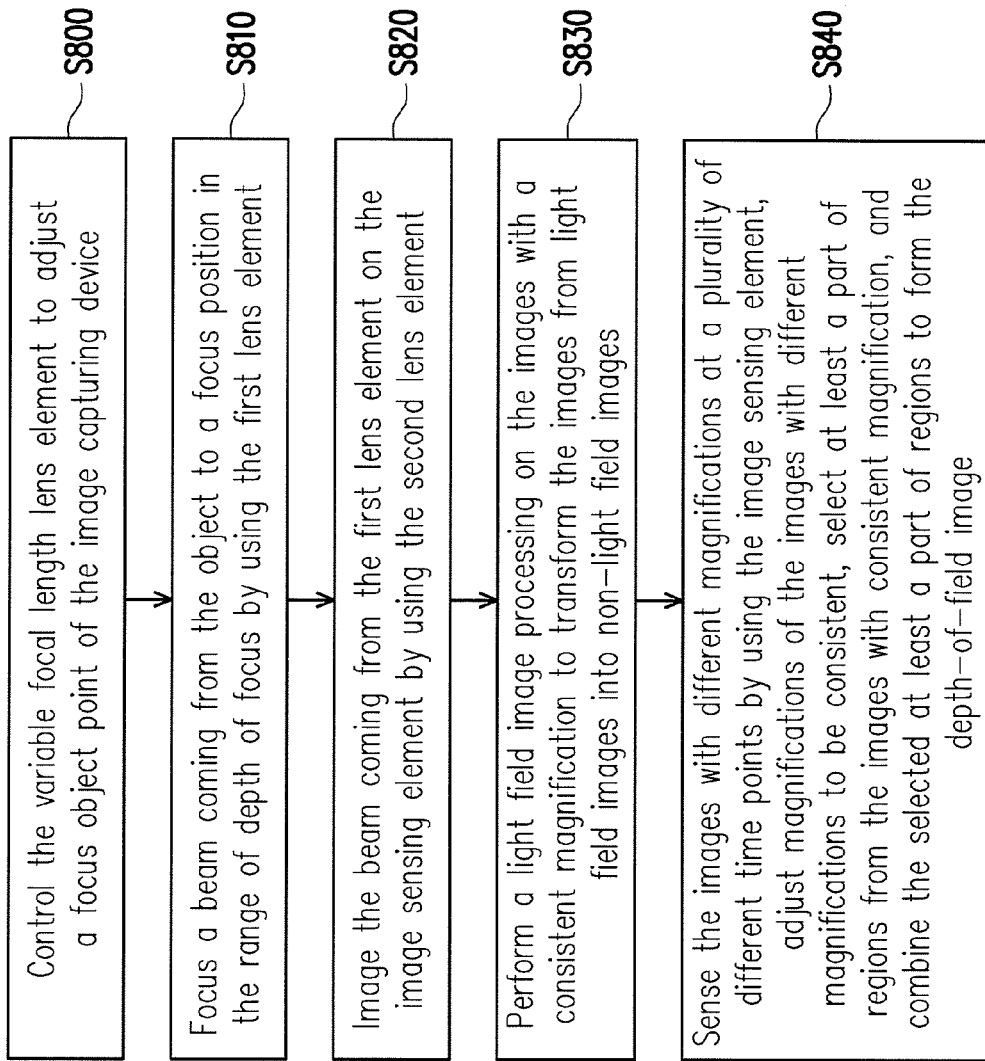 Control the variable focal length lens element to adjust
a focus object point of the image capturing device
S800
Focus a beam coming from the object to a focus position in
the range of depth of focus by using the first lens element
S810
Image the beam coming from the first lens element on the
image sensing element by using the second lens element
S820
Perform a light field image processing on the images with a
consistent magnification to transform the images from light
field images into non-light field images
S830
Sense the images with different magnifications at a plurality of
different time points by using the image sensing element,
adjust magnifications of the images with different
magnifications to be consistent, select at least a part of
regions from the images with consistent magnification, and
combine the selected at least a part of regions to form the
depth-of-field image
S840